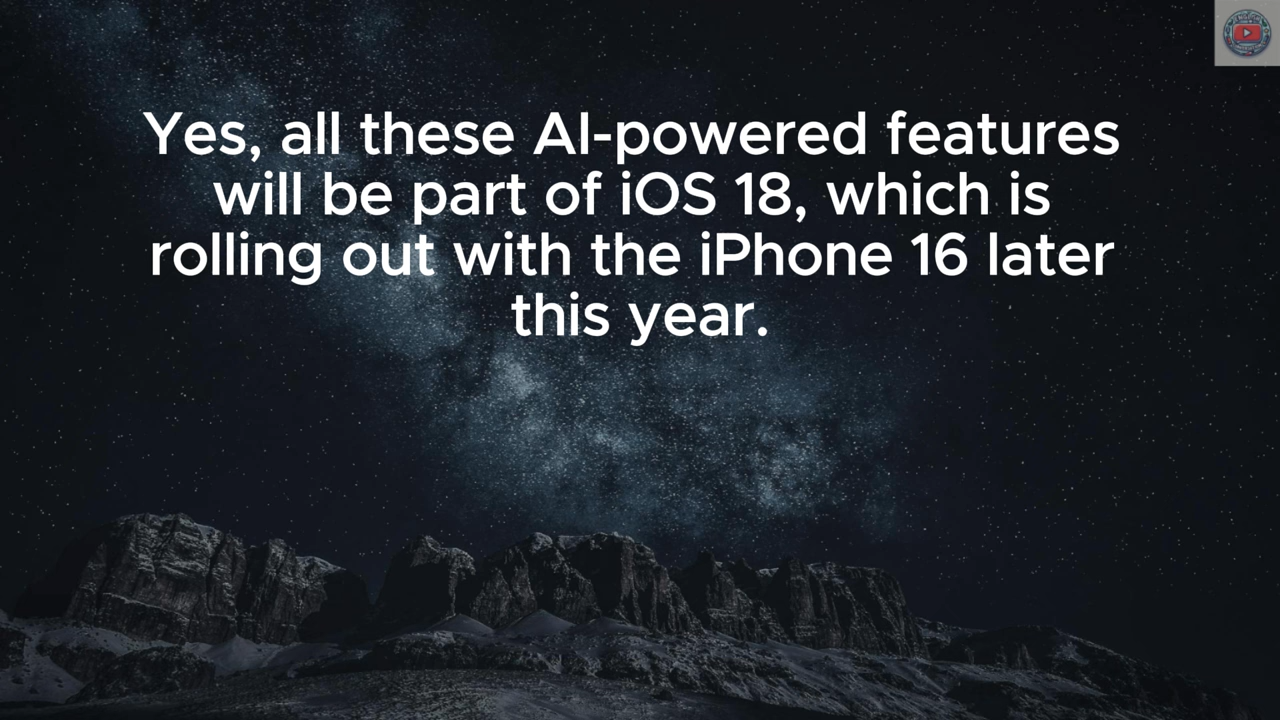 Yes, all these AI-powered features
will be part of iOS 18, which is
rolling out with the iPhone 16 later
this year.